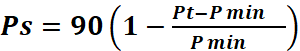 Ps = 90 (1 − (Pt−P min)/(P min))